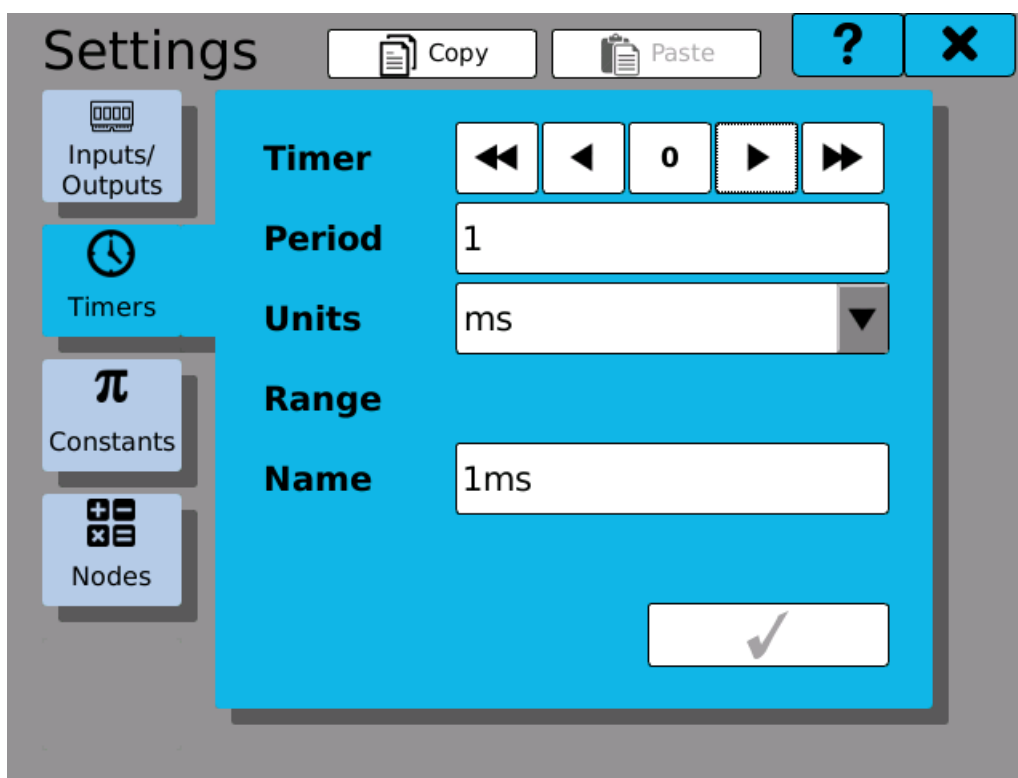 Settings
Copy
Paste
?
Inputs/
Outputs
Timers
π
Constants
Nodes
Timer
0
Period
1
Units
ms
Range
Name
1ms